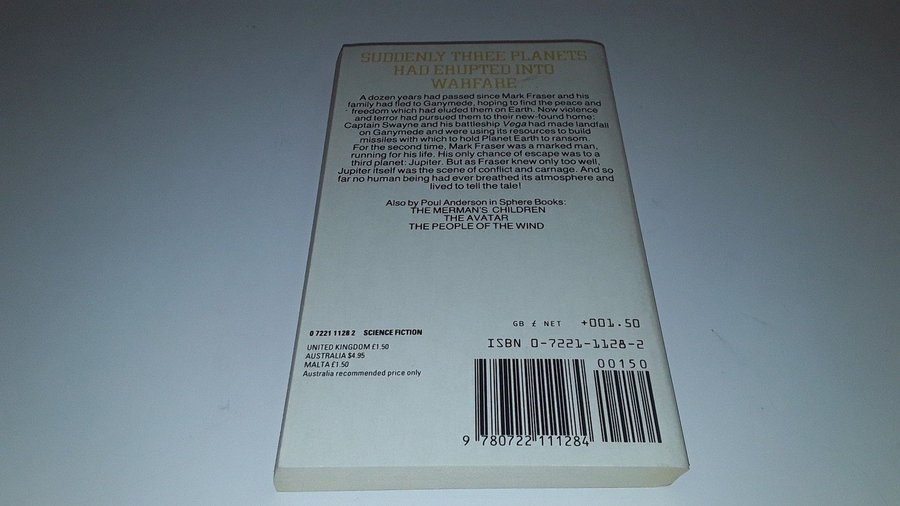 SUDDENLY THREE PLANETS
HAD ERUPTED INTO
WARFARE
A dozen years had passed since Mark Fraser and his
family had fled to Ganymede, hoping to find the peace and
freedom which had eluded them on Earth. Now violence
and terror had pursued them to their new-found home:
Captain Swayne and his battleship Vega had made landfall
on Ganymede and were using its resources to build
missiles with which to hold Planet Earth to ransom.
For the second time, Mark Fraser was a marked man,
running for his life. His only chance of escape was to a
third planet: Jupiter. But as Fraser knew only too well,
Jupiter itself was the scene of conflict and carnage. And so
far no human being had ever breathed its atmosphere and
lived to tell the tale!
Also by Poul Anderson in Sphere Books:
THE MERMAN'S CHILDREN
THE AVATAR
THE PEOPLE OF THE WIND
0 7221 1128 2 SCIENCE FICTION
UNITED KINGDOM £1.50
AUSTRALIA $4.95
MALTA £1.50
Australia recommended price only
GB £ NET +001.50
ISBN 0-7221-1128-2
00150
9 780722 111284